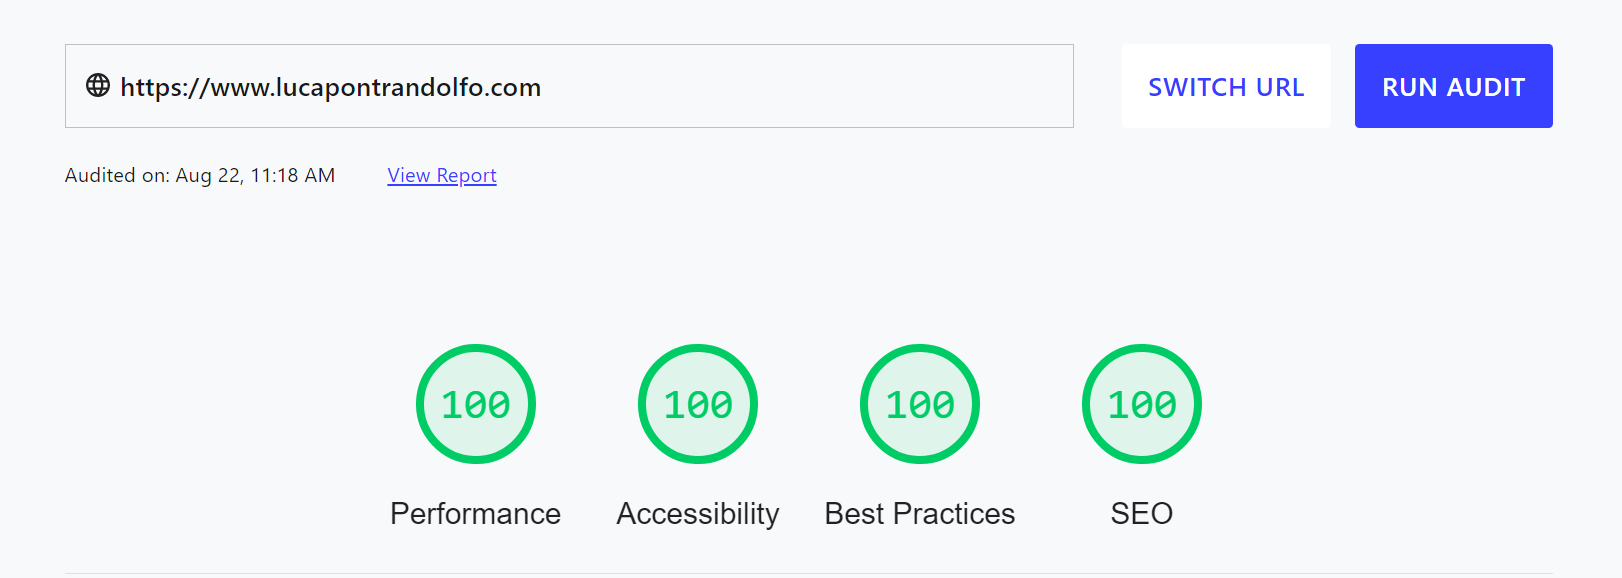 https://www.lucapontrandolfo.com
SWITCH URL
RUN AUDIT
Audited on: Aug 22, 11:18 AM
View Report
100
100
100
100
Performance
Accessibility
Best Practices
SEO